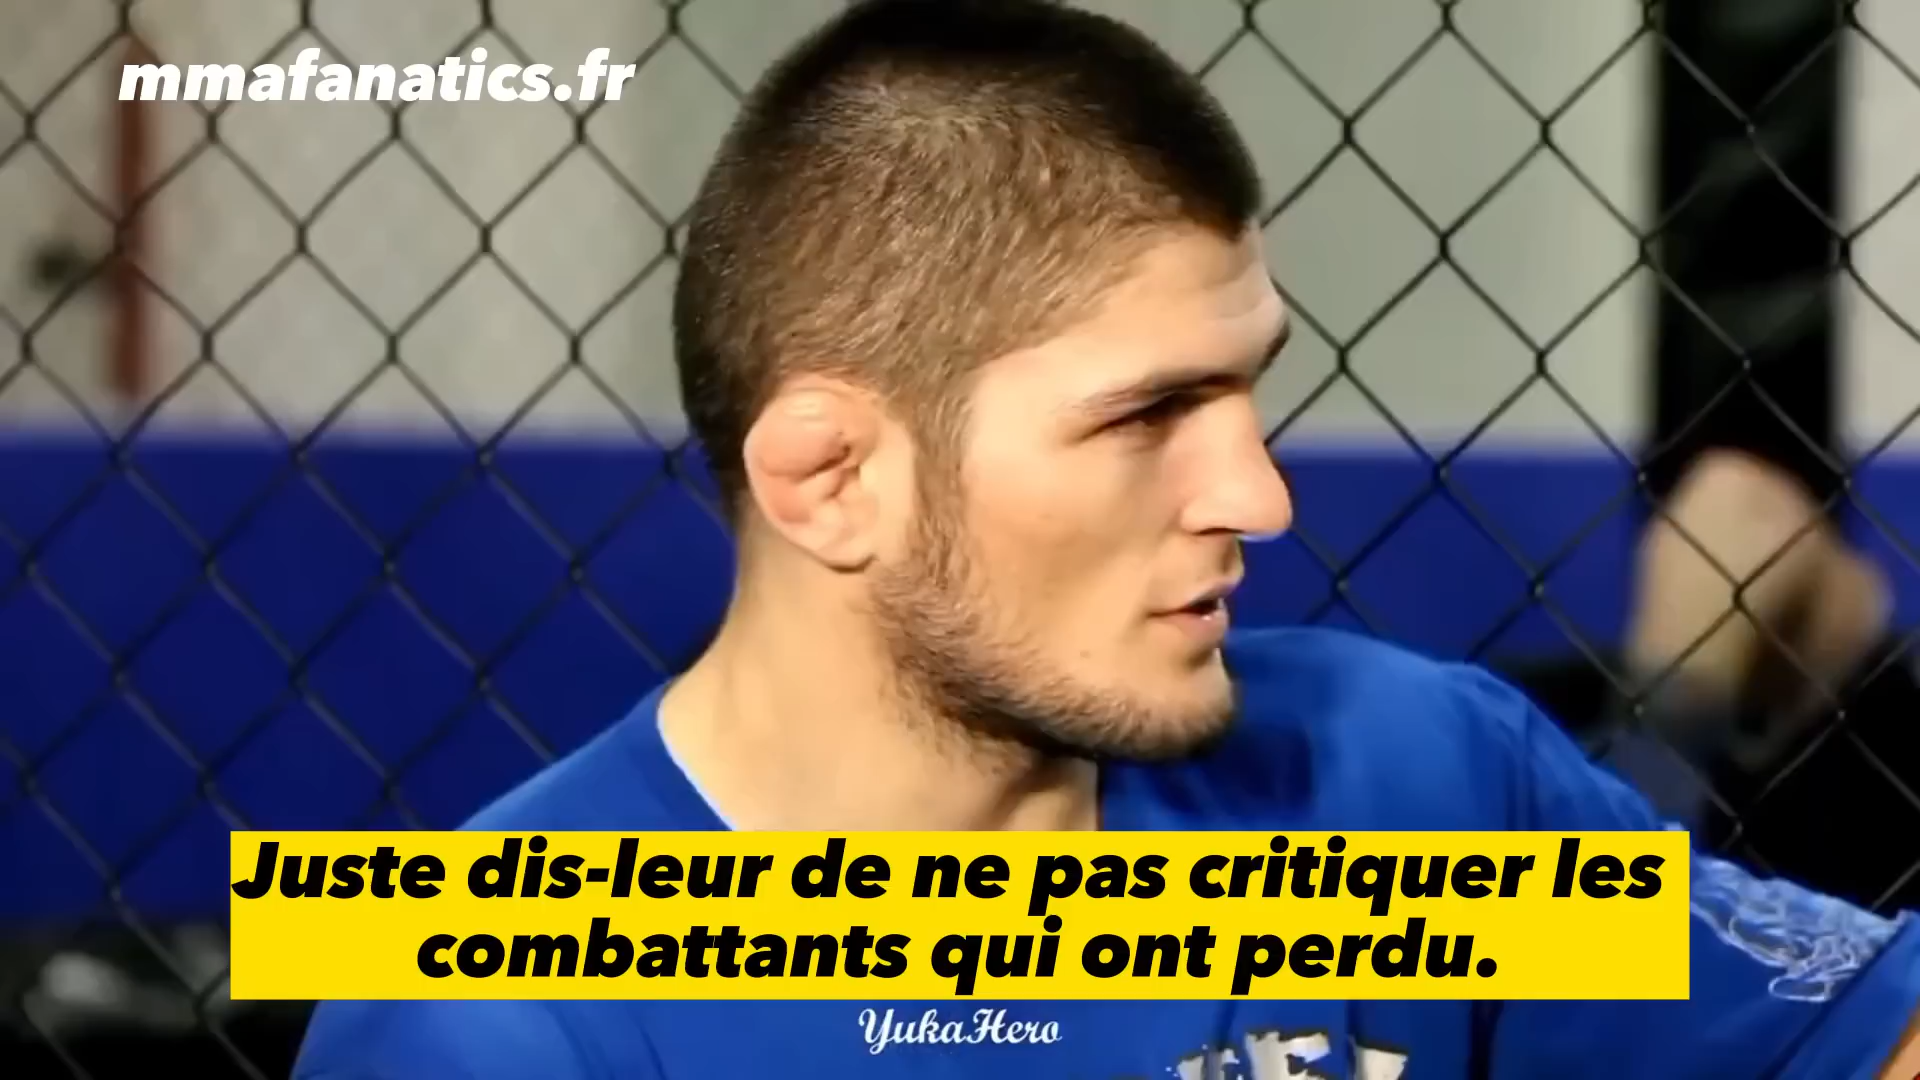 mmafanatics.fr
Juste dis-leur de ne pas critiquer les
combattants qui ont perdu.
YukaHero